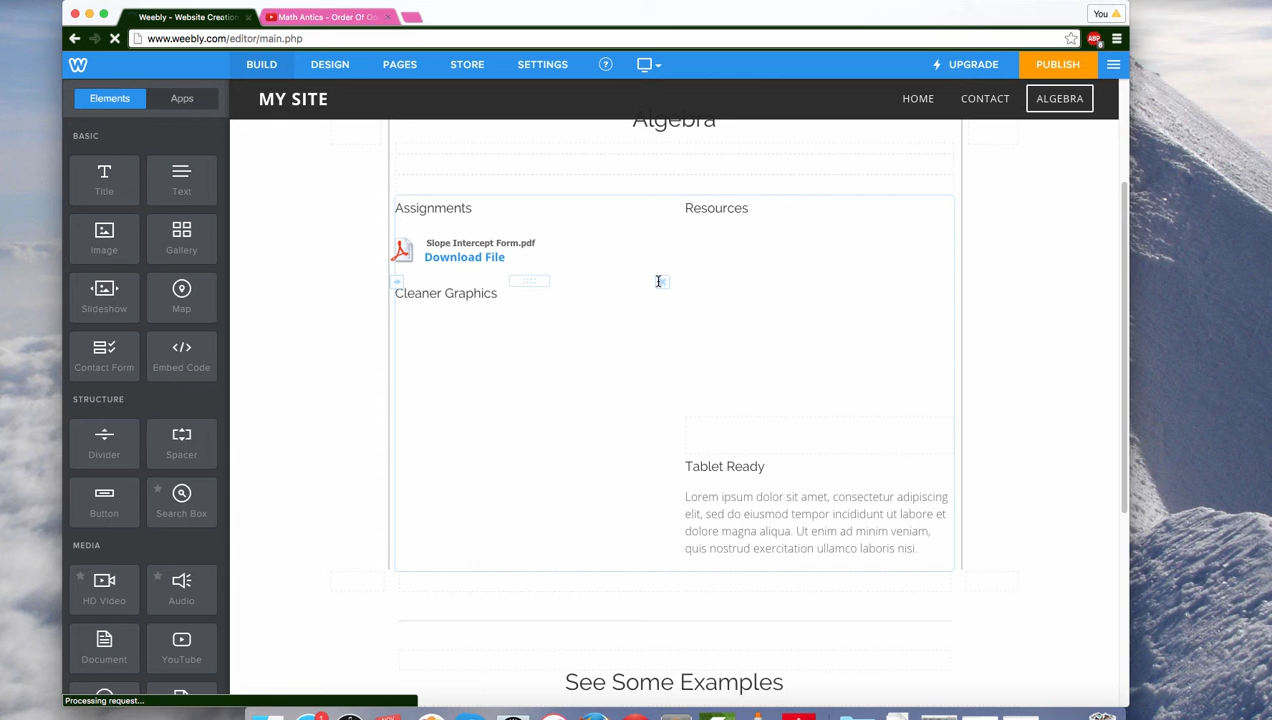 Weebly - Website Creation
Math Antics - Order Of Op
You
www.weebly.com/editor/main.php
ABP
6
BUILD
DESIGN
PAGES
STORE
SETTINGS
?
UPGRADE
PUBLISH
Elements
Apps
MY SITE
HOME
CONTACT
ALGEBRA
BASIC
Title
Text
Image
Gallery
Slideshow
Map
Contact Form
Embed Code
STRUCTURE
Divider
Spacer
Button
Search Box
MEDIA
HD Video
Audio
Document
YouTube
Algebra
Assignments
Resources
Slope Intercept Form.pdf
Download File
Cleaner Graphics
Tablet Ready
Lorem ipsum dolor sit amet, consectetur adipiscing
elit, sed do eiusmod tempor incididunt ut labore et
dolore magna aliqua. Ut enim ad minim veniam,
quis nostrud exercitation ullamco laboris nisi.
See Some Examples
Processing request...
1
NOV